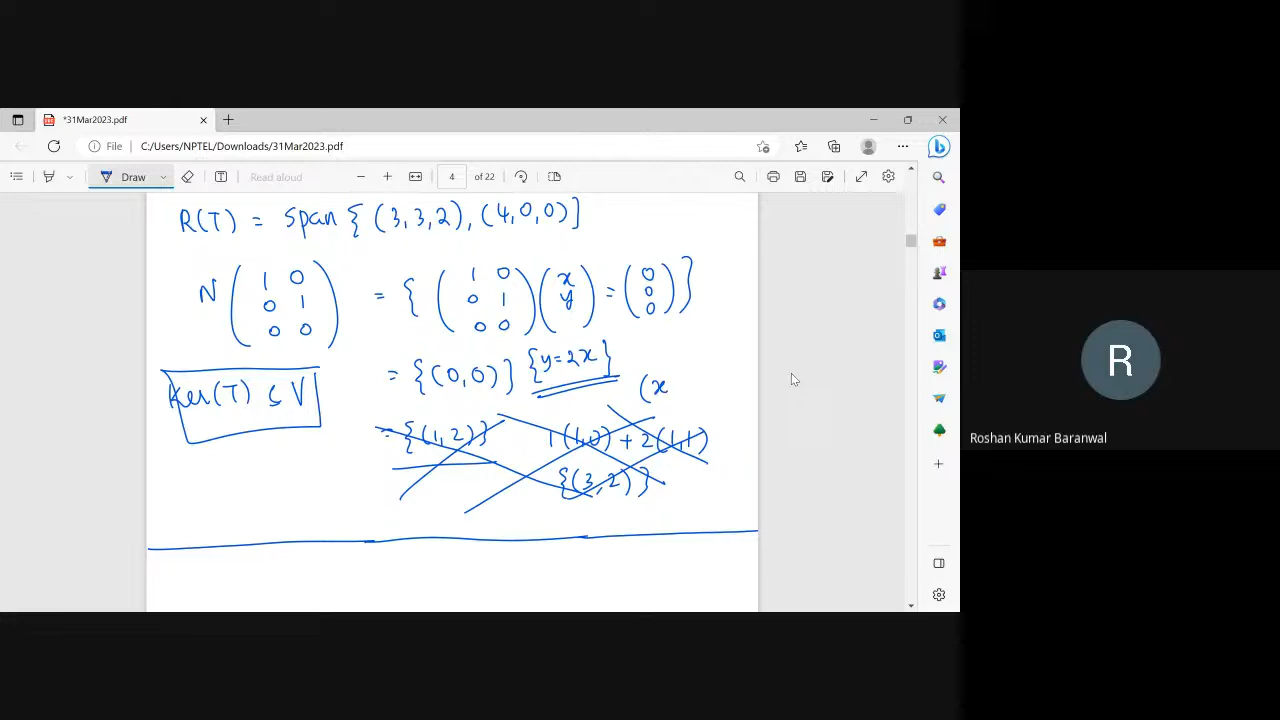 *31Mar2023.pdf
File C:/Users/NPTEL/Downloads/31Mar2023.pdf
Draw Read aloud 4 of 22
R(T) = span { (3,3,2), (4,0,0)}
N ( 1 0 = { ( 1 0 ) ( x ) = ( 0 ) }
0 1 0 1 y 0
0 0 ) 0 0 0
= {(0,0)} {y=2x}
Ker(T) ⊆ V (x
= {(1,2)} 1(1,0) + 2(1,1)
{(3,2)}
R
Roshan Kumar Baranwal